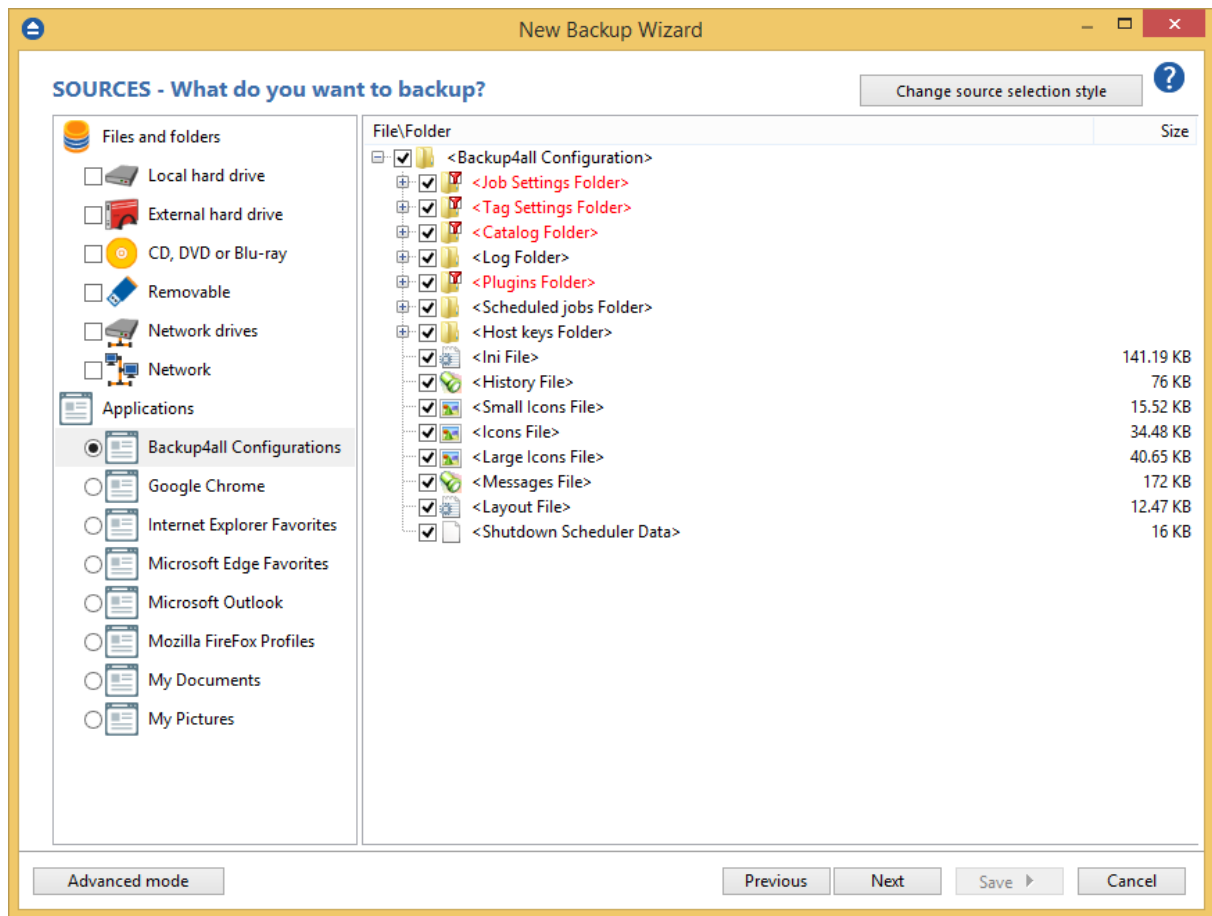 New Backup Wizard
SOURCES - What do you want to backup?
Change source selection style
Files and folders
Local hard drive
External hard drive
CD, DVD or Blu-ray
Removable
Network drives
Network
Applications
Backup4all Configurations
Google Chrome
Internet Explorer Favorites
Microsoft Edge Favorites
Microsoft Outlook
Mozilla FireFox Profiles
My Documents
My Pictures
File\Folder Size
<Backup4all Configuration>
<Job Settings Folder>
<Tag Settings Folder>
<Catalog Folder>
<Log Folder>
<Plugins Folder>
<Scheduled jobs Folder>
<Host keys Folder>
<Ini File> 141.19 KB
<History File> 76 KB
<Small Icons File> 15.52 KB
<Icons File> 34.48 KB
<Large Icons File> 40.65 KB
<Messages File> 172 KB
<Layout File> 12.47 KB
<Shutdown Scheduler Data> 16 KB
Advanced mode Previous Next Save Cancel